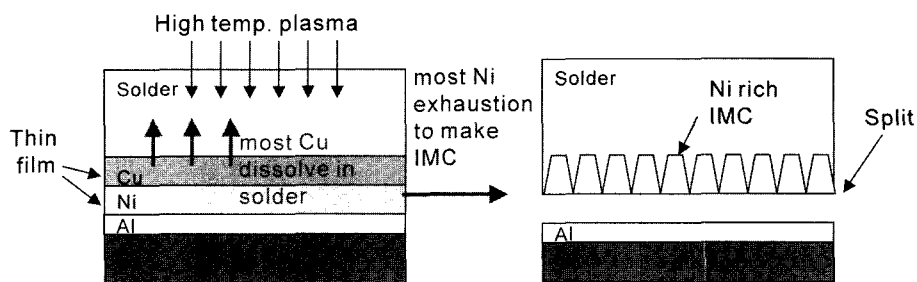 High temp. plasma
Solder
Thin
film
most Cu
dissolve in
solder
Cu
Ni
Al
most Ni
exhaustion
to make
IMC
Solder
Ni rich
IMC
Split
Al